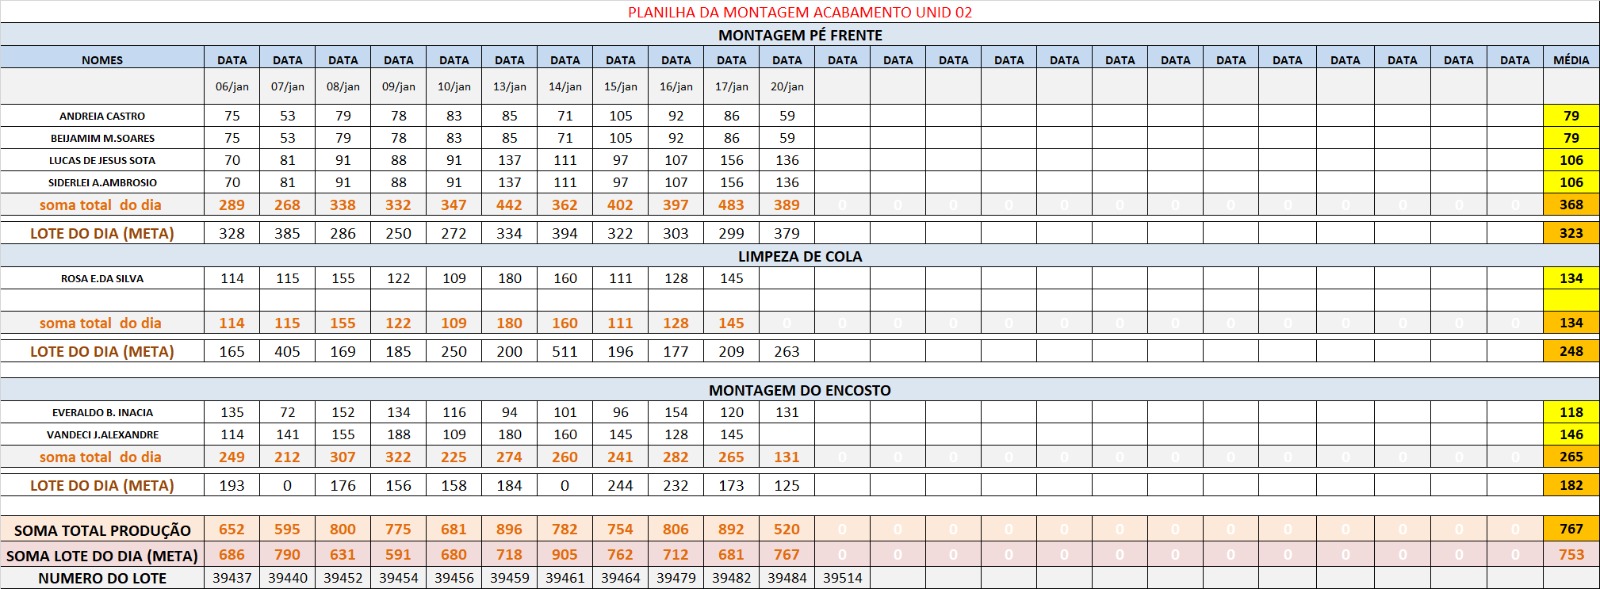 PLANILHA DA MONTAGEM ACABAMENTO UNID 02
MONTAGEM PÉ FRENTE
NOMES DATA DATA DATA DATA DATA DATA DATA DATA DATA DATA DATA DATA DATA DATA DATA DATA DATA DATA DATA DATA DATA DATA DATA DATA MÉDIA
06/jan 07/jan 08/jan 09/jan 10/jan 13/jan 14/jan 15/jan 16/jan 17/jan 20/jan
ANDREIA CASTRO 75 53 79 78 83 85 71 105 92 86 59 79
BEIJAMIM M.SOARES 75 53 79 78 83 85 71 105 92 86 59 79
LUCAS DE JESUS SOTA 70 81 91 88 91 137 111 97 107 156 136 106
SIDERLEI A.AMBROSIO 70 81 91 88 91 137 111 97 107 156 136 106
soma total do dia 289 268 338 332 347 442 362 402 397 483 389 0 0 0 0 0 0 0 0 0 0 0 0 0 368
LOTE DO DIA (META) 328 385 286 250 272 334 394 322 303 299 379 323
LIMPEZA DE COLA
ROSA E.DA SILVA 114 115 155 122 109 180 160 111 128 145 134
soma total do dia 114 115 155 122 109 180 160 111 128 145 0 0 0 0 0 0 0 0 0 0 0 0 0 0 134
LOTE DO DIA (META) 165 405 169 185 250 200 511 196 177 209 263 248
MONTAGEM DO ENCOSTO
EVERALDO B. INACIA 135 72 152 134 116 94 101 96 154 120 131 118
VANDECI J.ALEXANDRE 114 141 155 188 109 180 160 145 128 145 146
soma total do dia 249 212 307 322 225 274 260 241 282 265 131 0 0 0 0 0 0 0 0 0 0 0 0 0 265
LOTE DO DIA (META) 193 0 176 156 158 184 0 244 232 173 125 182
SOMA TOTAL PRODUÇÃO 652 595 800 775 681 896 782 754 806 892 520 0 0 0 0 0 0 0 0 0 0 0 0 0 767
SOMA LOTE DO DIA (META) 686 790 631 591 680 718 905 762 712 681 767 0 0 0 0 0 0 0 0 0 0 0 0 0 753
NUMERO DO LOTE 39437 39440 39452 39454 39456 39459 39461 39464 39479 39482 39484 39514